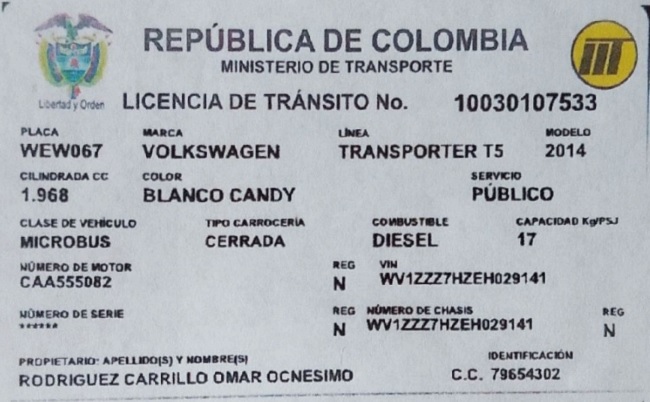 REPÚBLICA DE COLOMBIA
MINISTERIO DE TRANSPORTE
Libertad y Orden
LICENCIA DE TRÁNSITO No. 10030107533
PLACA MARCA LÍNEA MODELO
WEW067 VOLKSWAGEN TRANSPORTER T5 2014
CILINDRADA CC COLOR SERVICIO
1.968 BLANCO CANDY PÚBLICO
CLASE DE VEHÍCULO TIPO CARROCERÍA COMBUSTIBLE CAPACIDAD Kg/PSJ
MICROBUS CERRADA DIESEL 17
NÚMERO DE MOTOR REG VIN
CAA555082 N WV1ZZZ7HZEH029141
NÚMERO DE SERIE REG NÚMERO DE CHASIS REG
****** N WV1ZZZ7HZEH029141 N
PROPIETARIO: APELLIDO(S) Y NOMBRE(S) IDENTIFICACIÓN
RODRIGUEZ CARRILLO OMAR OCNESIMO C.C. 79654302